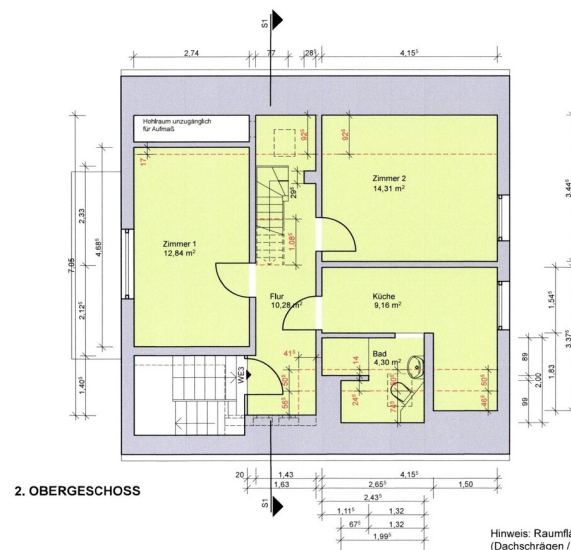 S1
2,74
77
28⁵
4,15⁵
Hohlraum unzugänglich
für Aufmaß
92⁵
92⁵
17
Zimmer 2
14,31 m²
29⁵
3,44⁵
2,33
4,68⁵
7,05
Zimmer 1
12,84 m²
1,08⁵
Flur
10,28 m²
Küche
9,16 m²
1,54⁵
3,37⁵
2,12⁵
Bad
4,30 m²
41⁵
14
89
2,00
1,83
WE3
50⁵
50⁵
1,40⁵
24⁵
99
56⁵
46⁵
20
1,43
4,15⁵
1,63
2,65
1,50
2. OBERGESCHOSS
2,43⁵
S1
1,11⁵
1,32
67⁵
1,32
1,99⁵
Hinweis: Raumflä
(Dachschrägen /